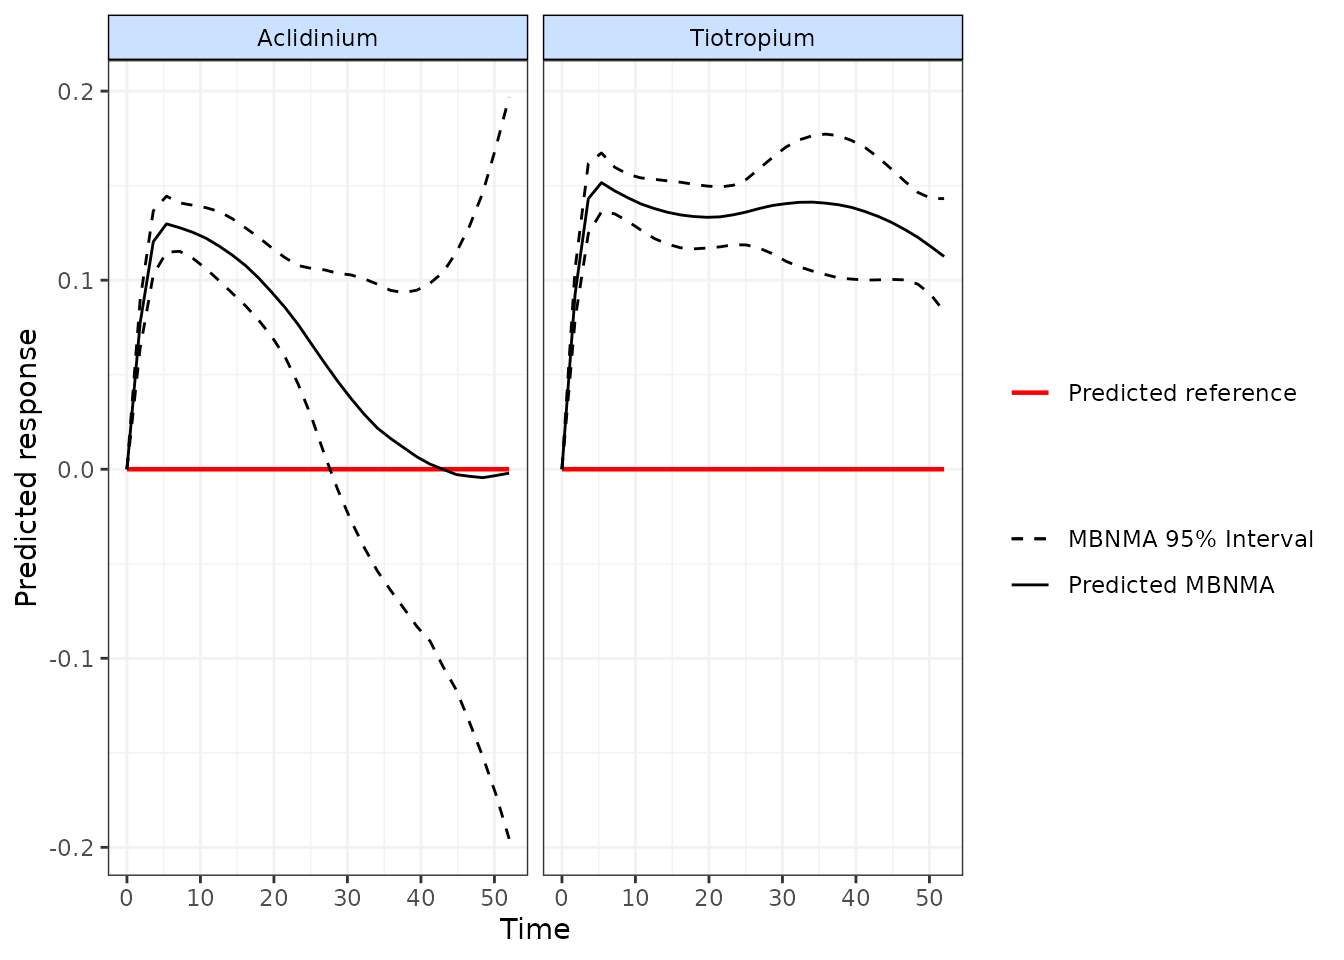 Aclidinium
Tiotropium
Predicted response
0.2
0.1
0.0
-0.1
-0.2
0 10 20 30 40 50
0 10 20 30 40 50
Time
Predicted reference
MBNMA 95% Interval
Predicted MBNMA